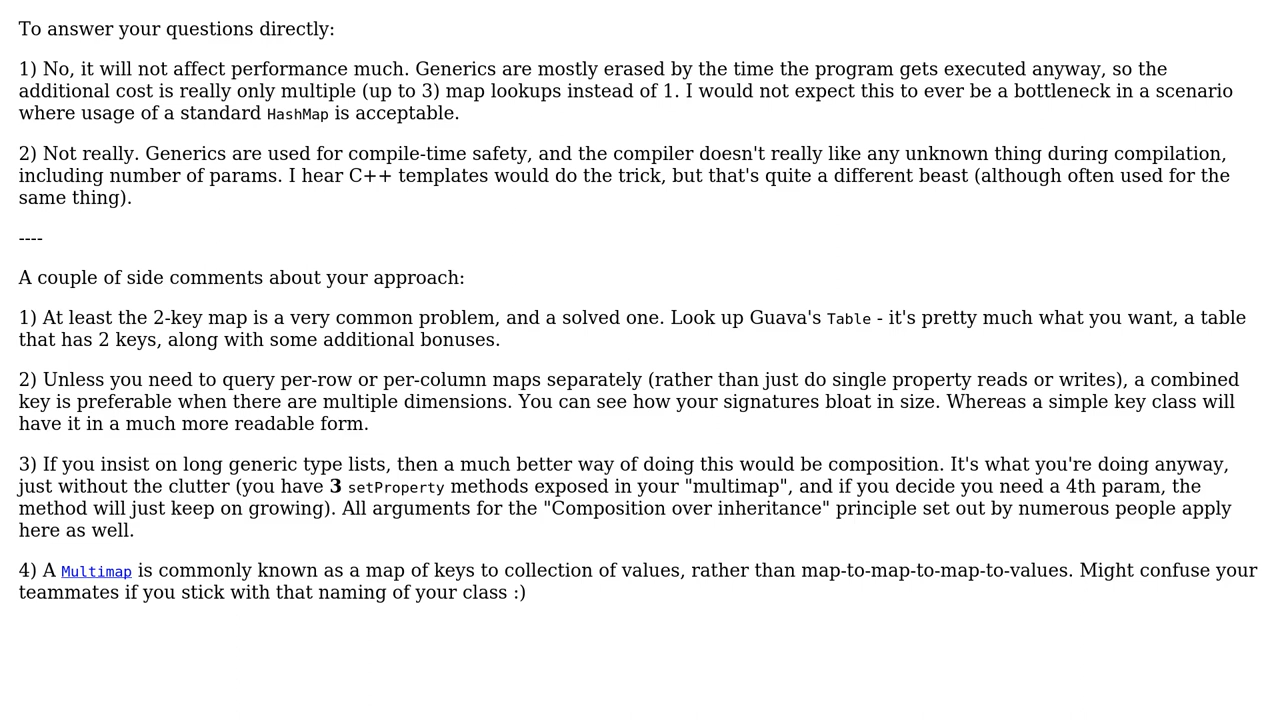 To answer your questions directly:
1) No, it will not affect performance much. Generics are mostly erased by the time the program gets executed anyway, so the
additional cost is really only multiple (up to 3) map lookups instead of 1. I would not expect this to ever be a bottleneck in a scenario
where usage of a standard HashMap is acceptable.
2) Not really. Generics are used for compile-time safety, and the compiler doesn't really like any unknown thing during compilation,
including number of params. I hear C++ templates would do the trick, but that's quite a different beast (although often used for the
same thing).
----
A couple of side comments about your approach:
1) At least the 2-key map is a very common problem, and a solved one. Look up Guava's Table - it's pretty much what you want, a table
that has 2 keys, along with some additional bonuses.
2) Unless you need to query per-row or per-column maps separately (rather than just do single property reads or writes), a combined
key is preferable when there are multiple dimensions. You can see how your signatures bloat in size. Whereas a simple key class will
have it in a much more readable form.
3) If you insist on long generic type lists, then a much better way of doing this would be composition. It's what you're doing anyway,
just without the clutter (you have 3 setProperty methods exposed in your "multimap", and if you decide you need a 4th param, the
method will just keep on growing). All arguments for the "Composition over inheritance" principle set out by numerous people apply
here as well.
4) A Multimap is commonly known as a map of keys to collection of values, rather than map-to-map-to-map-to-values. Might confuse your
teammates if you stick with that naming of your class :)